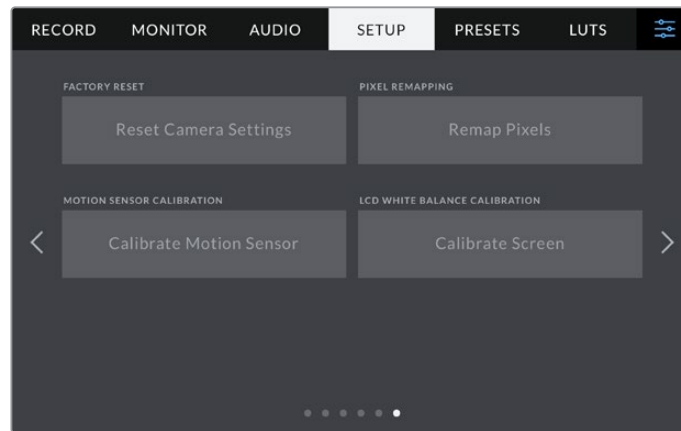 RECORD MONITOR AUDIO SETUP PRESETS LUTS
FACTORY RESET PIXEL REMAPPING
Reset Camera Settings Remap Pixels
MOTION SENSOR CALIBRATION LCD WHITE BALANCE CALIBRATION
Calibrate Motion Sensor Calibrate Screen